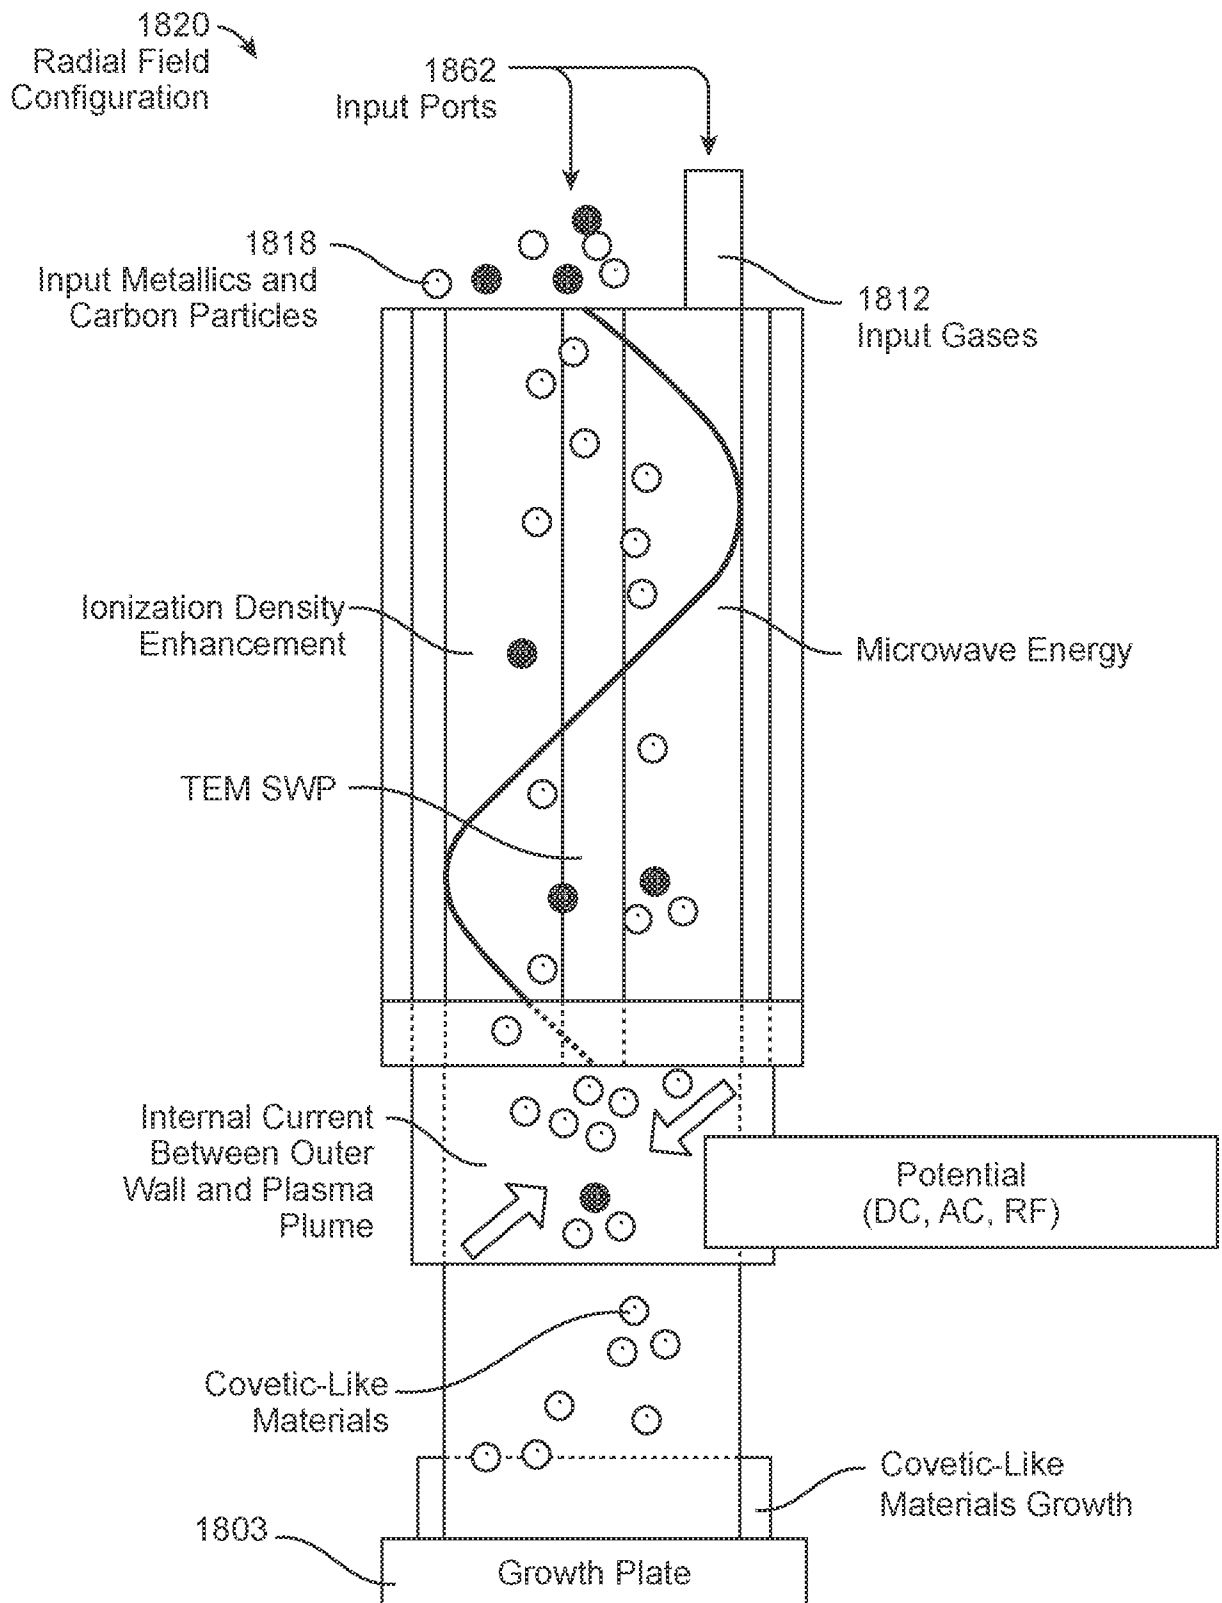 1820
Radial Field
Configuration
1862
Input Ports
1818
Input Metallics and
Carbon Particles
1812
Input Gases
Ionization Density
Enhancement
Microwave Energy
TEM SWP
Internal Current
Between Outer
Wall and Plasma
Plume
Potential
(DC, AC, RF)
Covetic-Like
Materials
Covetic-Like
Materials Growth
1803
Growth Plate